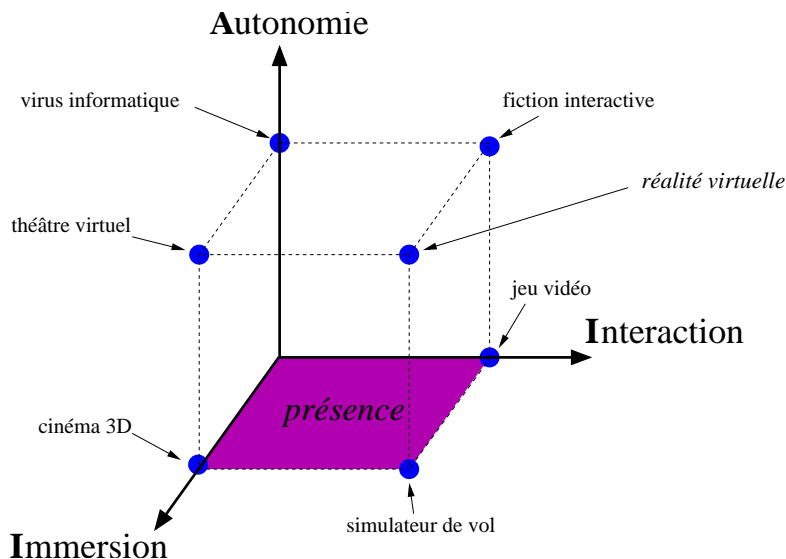 Autonomie
virus informatique
fiction interactive
réalité virtuelle
théâtre virtuel
jeu vidéo
Interaction
présence
cinéma 3D
simulateur de vol
Immersion